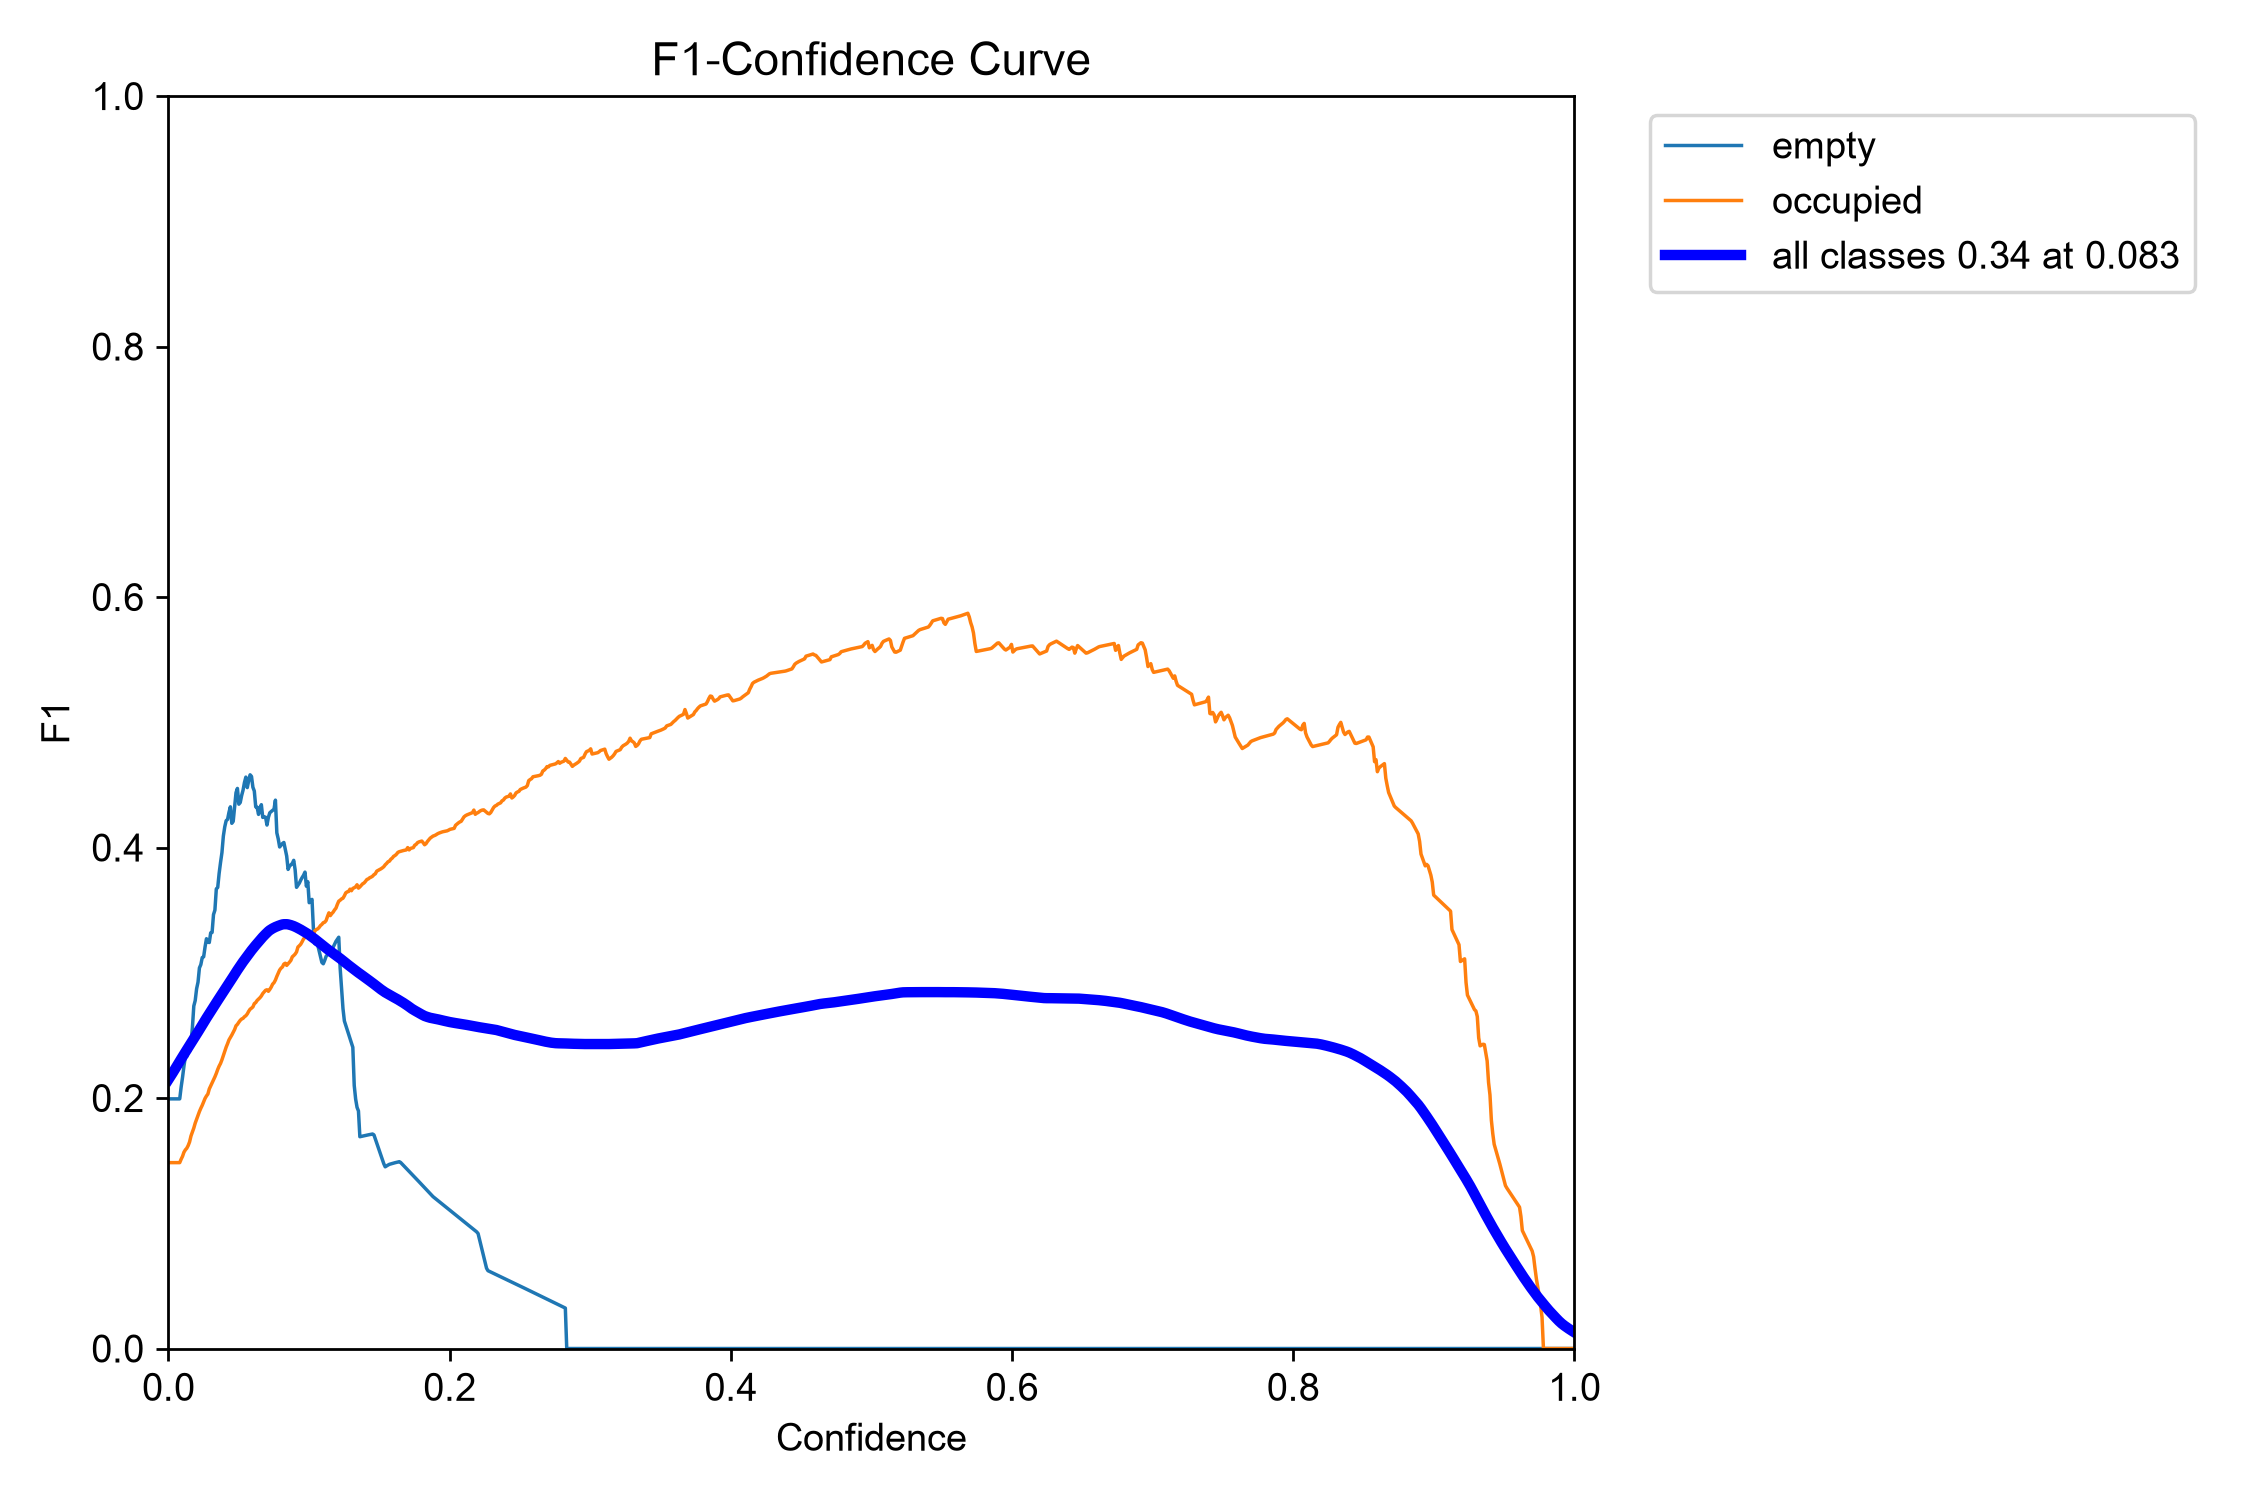 F1-Confidence Curve
1.0
0.8
0.6
0.4
0.2
0.0
F1
0.0 0.2 0.4 0.6 0.8 1.0
Confidence
empty
occupied
all classes 0.34 at 0.083